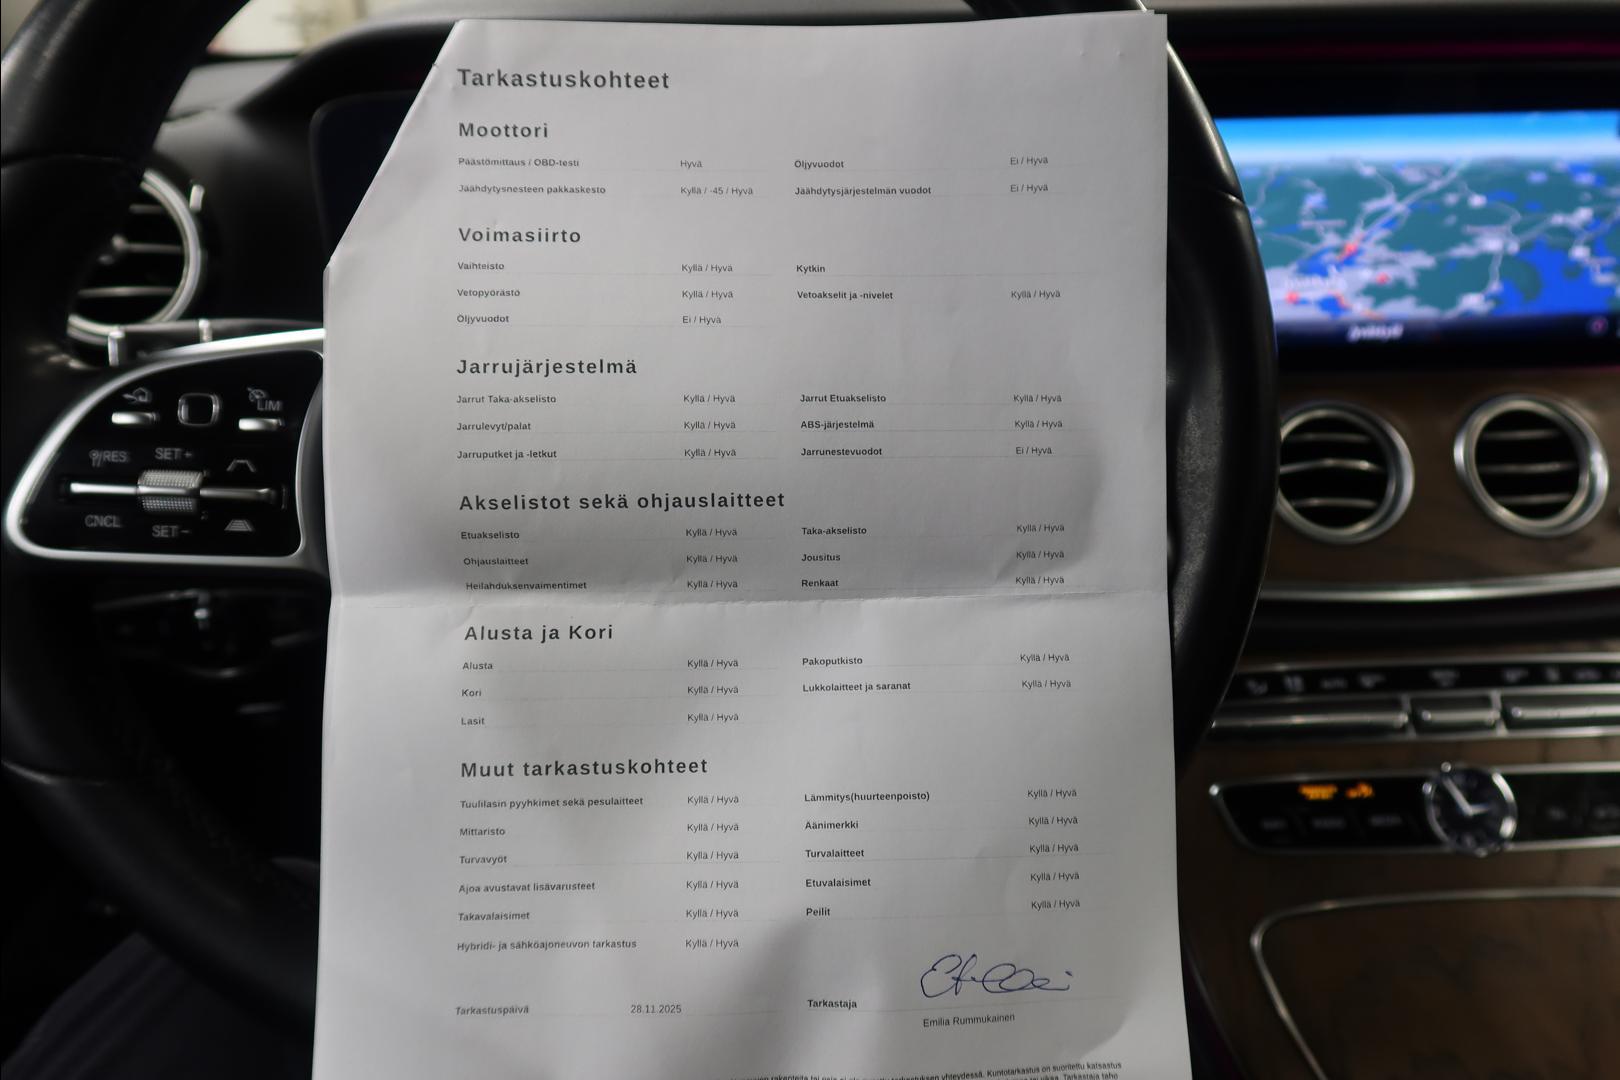 Tarkastuskohteet
Moottori
Päästömittaus / OBD-testi Hyvä Öljyvuodot Ei / Hyvä
Jäähdytysnesteen pakkaskesto Kyllä / -45 / Hyvä Jäähdytysjärjestelmän vuodot Ei / Hyvä
Voimasiirto
Vaihteisto Kyllä / Hyvä Kytkin
Vetopyörästö Kyllä / Hyvä Vetoakselit ja -nivelet Kyllä / Hyvä
Öljyvuodot Ei / Hyvä
Jarrujärjestelmä
Jarrut Taka-akselisto Kyllä / Hyvä Jarrut Etuakselisto Kyllä / Hyvä
Jarrulevyt/palat Kyllä / Hyvä ABS-järjestelmä Kyllä / Hyvä
Jarruputket ja -letkut Kyllä / Hyvä Jarrunestevuodot Ei / Hyvä
Akselistot sekä ohjauslaitteet
Etuakselisto Kyllä / Hyvä Taka-akselisto Kyllä / Hyvä
Ohjauslaitteet Kyllä / Hyvä Jousitus Kyllä / Hyvä
Heilahduksenvaimentimet Kyllä / Hyvä Renkaat Kyllä / Hyvä
Alusta ja Kori
Alusta Kyllä / Hyvä Pakoputkisto Kyllä / Hyvä
Kori Kyllä / Hyvä Lukkolaitteet ja saranat Kyllä / Hyvä
Lasit Kyllä / Hyvä
Muut tarkastuskohteet
Tuulilasin pyyhkimet sekä pesulaitteet Kyllä / Hyvä Lämmitys(huurteenpoisto) Kyllä / Hyvä
Mittaristo Kyllä / Hyvä Äänimerkki Kyllä / Hyvä
Turvavyöt Kyllä / Hyvä Turvalaitteet Kyllä / Hyvä
Ajoa avustavat lisävarusteet Kyllä / Hyvä Etuvalaisimet Kyllä / Hyvä
Takavalaisimet Kyllä / Hyvä Peilit Kyllä / Hyvä
Hybridi- ja sähköajoneuvon tarkastus Kyllä / Hyvä
Tarkastuspäivä 28.11.2025 Tarkastaja
Emilia Rummukainen
yhteydessä. Kuntotarkastus on suoritettu katsastus
Tarkastaja
LIM
RES SET +
CNCL SET -